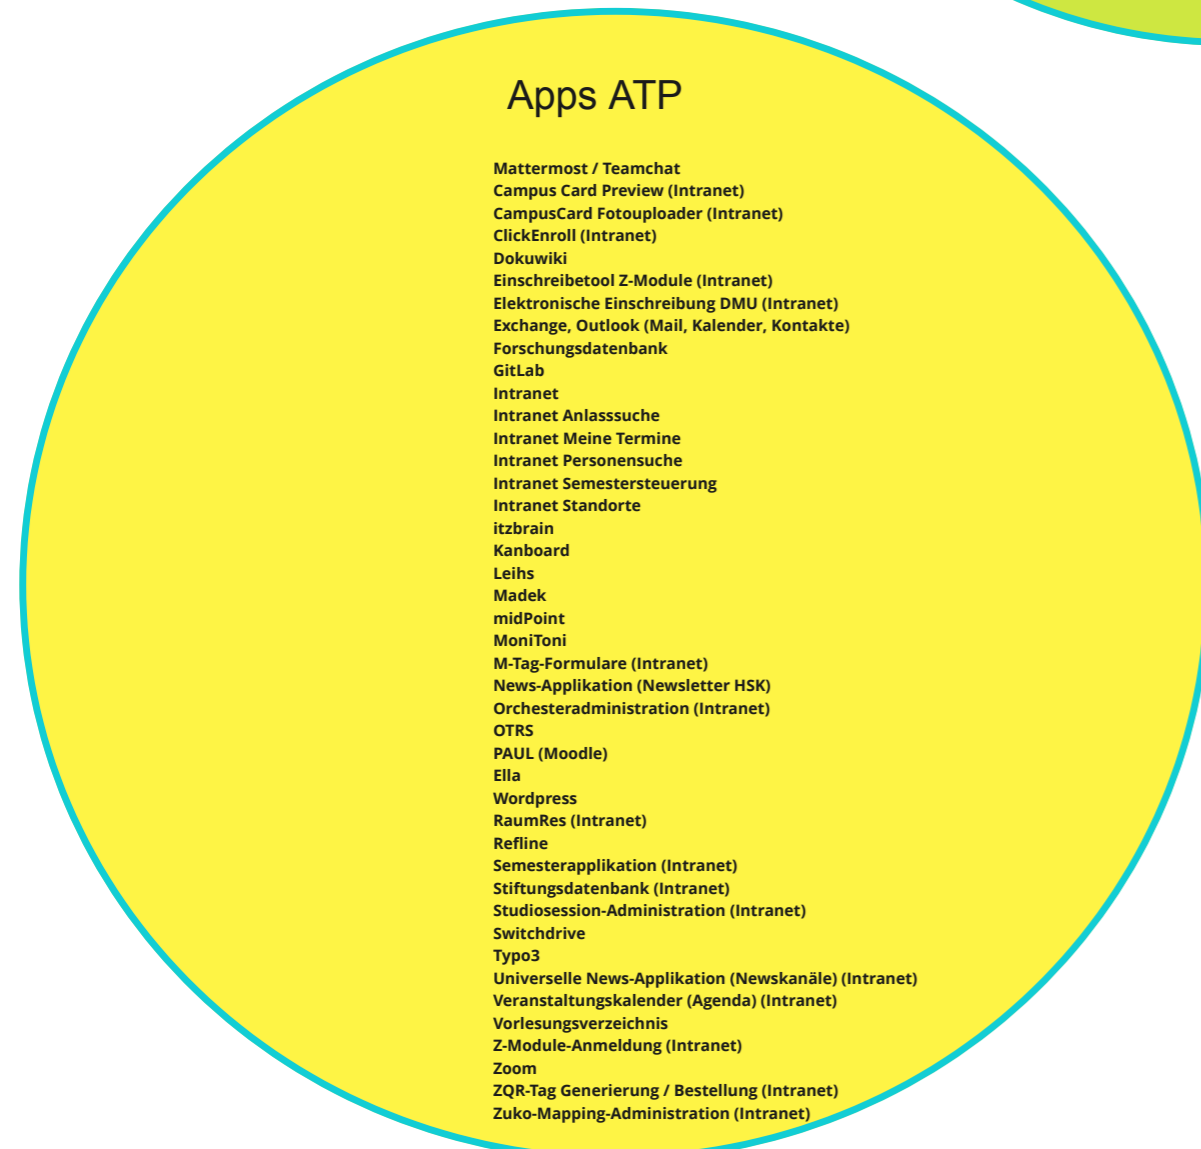 Apps ATP
Mattermost / Teamchat
Campus Card Preview (Intranet)
CampusCard Fotouploader (Intranet)
ClickEnroll (Intranet)
Dokuwiki
Einschreibetool Z-Module (Intranet)
Elektronische Einschreibung DMU (Intranet)
Exchange, Outlook (Mail, Kalender, Kontakte)
Forschungsdatenbank
GitLab
Intranet
Intranet Anlasssuche
Intranet Meine Termine
Intranet Personensuche
Intranet Semestersteuerung
Intranet Standorte
itzbrain
Kanboard
Leihs
Madek
midPoint
MoniToni
M-Tag-Formulare (Intranet)
News-Applikation (Newsletter HSK)
Orchesteradministration (Intranet)
OTRS
PAUL (Moodle)
Ella
Wordpress
RaumRes (Intranet)
Refline
Semesterapplikation (Intranet)
Stiftungsdatenbank (Intranet)
Studiosession-Administration (Intranet)
Switchdrive
Typo3
Universelle News-Applikation (Newskanäle) (Intranet)
Veranstaltungskalender (Agenda) (Intranet)
Vorlesungsverzeichnis
Z-Module-Anmeldung (Intranet)
Zoom
ZQR-Tag Generierung / Bestellung (Intranet)
Zuko-Mapping-Administration (Intranet)